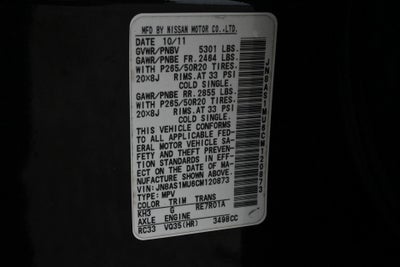 MFD BY NISSAN MOTOR CO.,LTD.
DATE 10/11
GVWR/PNBV 5301 LBS.
GAWR/PNBE FR. 2464 LBS.
WITH P265/50R20 TIRES,
20X8J RIMS,AT 33 PSI
COLD SINGLE.
GAWR/PNBE RR. 2855 LBS.
WITH P265/50R20 TIRES,
20X8J RIMS,AT 33 PSI
COLD SINGLE.
THIS VEHICLE CONFORMS
TO ALL APPLICABLE FED-
ERAL MOTOR VEHICLE SA-
FETY AND THEFT PREVEN-
TION STANDARDS IN EFF-
ECT ON THE DATE OF MA-
NUFACTURE SHOWN ABOVE.
VIN: JN8AS1MU6CM120873
TYPE: MPV
COLOR TRIM TRANS
KH3 G RE7R01A
AXLE ENGINE
RC33 VQ35(HR) 3498CC
JN8AS1MU6CM120873